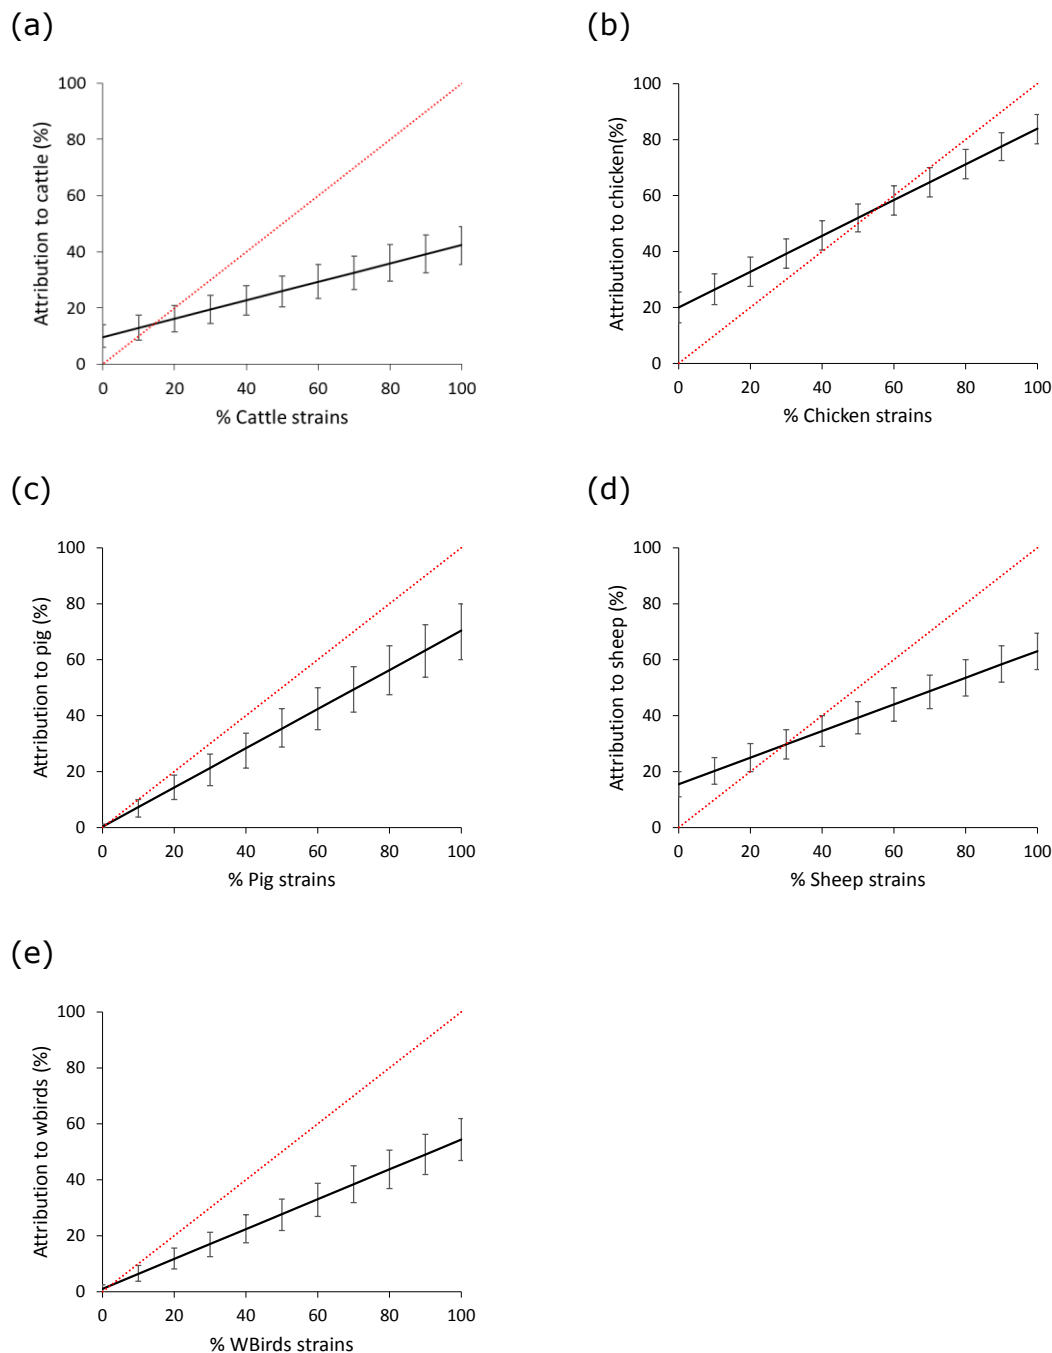 (a)
100
80
60
40
20
0
Attribution to cattle (%)
0 20 40 60 80 100
% Cattle strains
(b)
100
80
60
40
20
0
Attribution to chicken(%)
0 20 40 60 80 100
% Chicken strains
(c)
100
80
60
40
20
0
Attribution to pig (%)
0 20 40 60 80 100
% Pig strains
(d)
100
80
60
40
20
0
Attribution to sheep (%)
0 20 40 60 80 100
% Sheep strains
(e)
100
80
60
40
20
0
Attribution to wbirds (%)
0 20 40 60 80 100
% WBirds strains